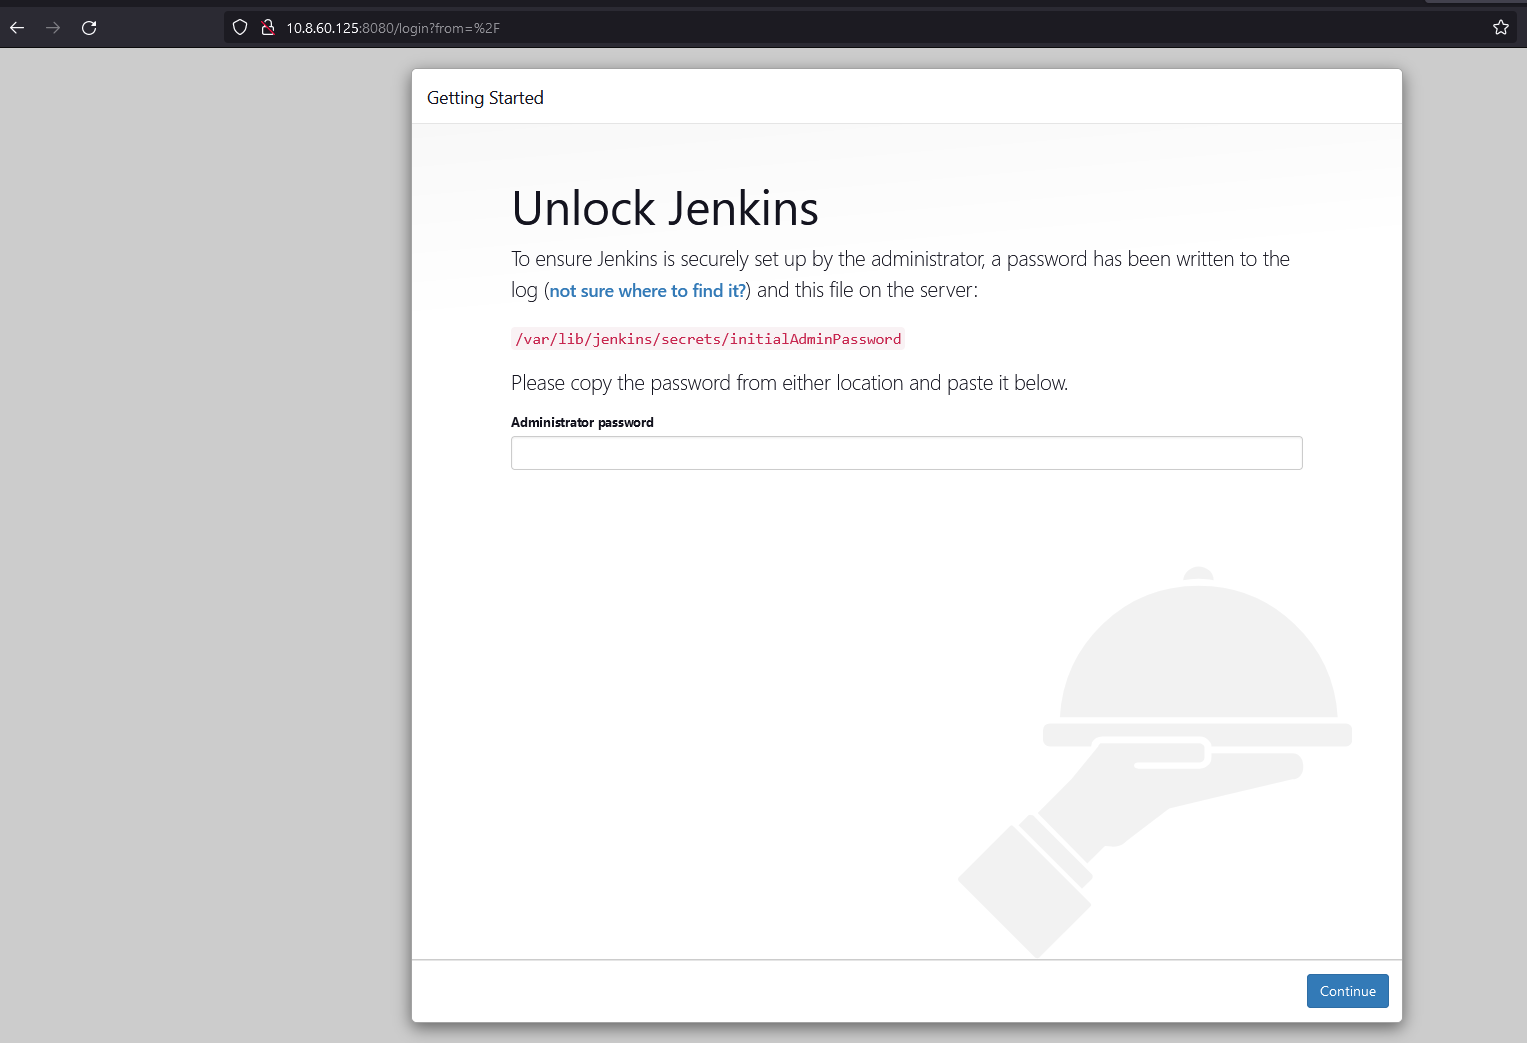 10.8.60.125:8080/login?from=%2F
Getting Started
Unlock Jenkins
To ensure Jenkins is securely set up by the administrator, a password has been written to the
log (not sure where to find it?) and this file on the server:
/var/lib/jenkins/secrets/initialAdminPassword
Please copy the password from either location and paste it below.
Administrator password
Continue